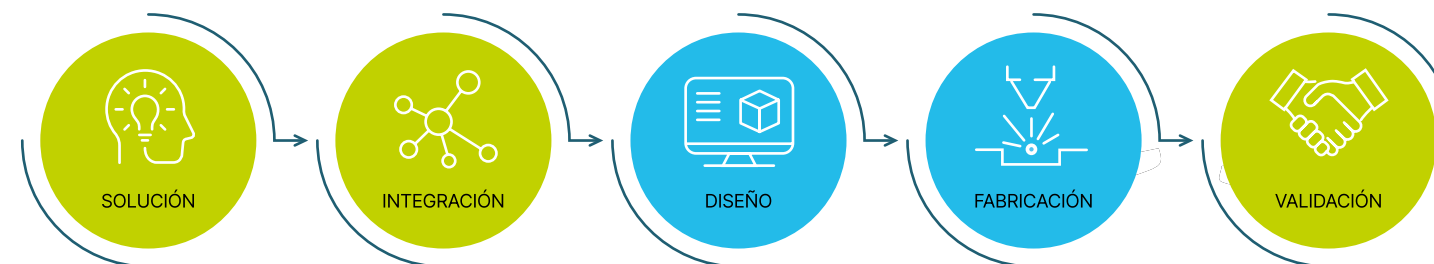 SOLUCIÓN
INTEGRACIÓN
DISEÑO
FABRICACIÓN
VALIDACIÓN